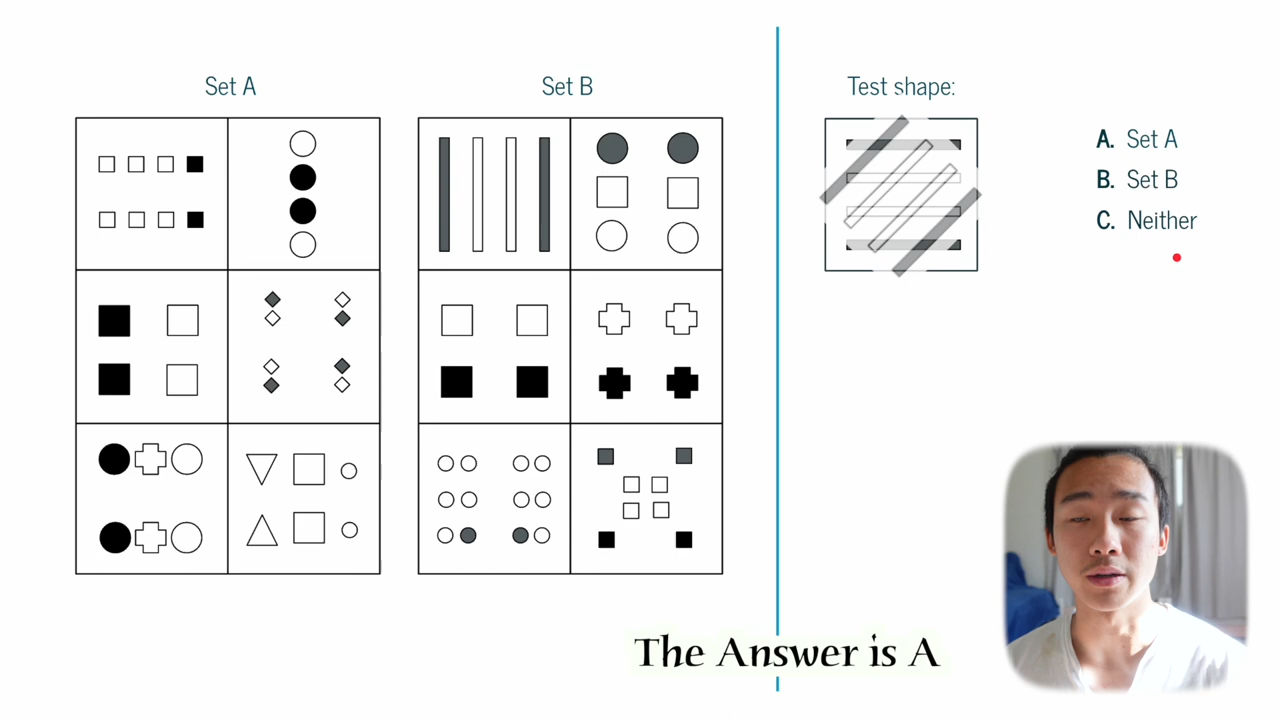 Set A
Set B
Test shape:
A. Set A
B. Set B
C. Neither
The Answer is A